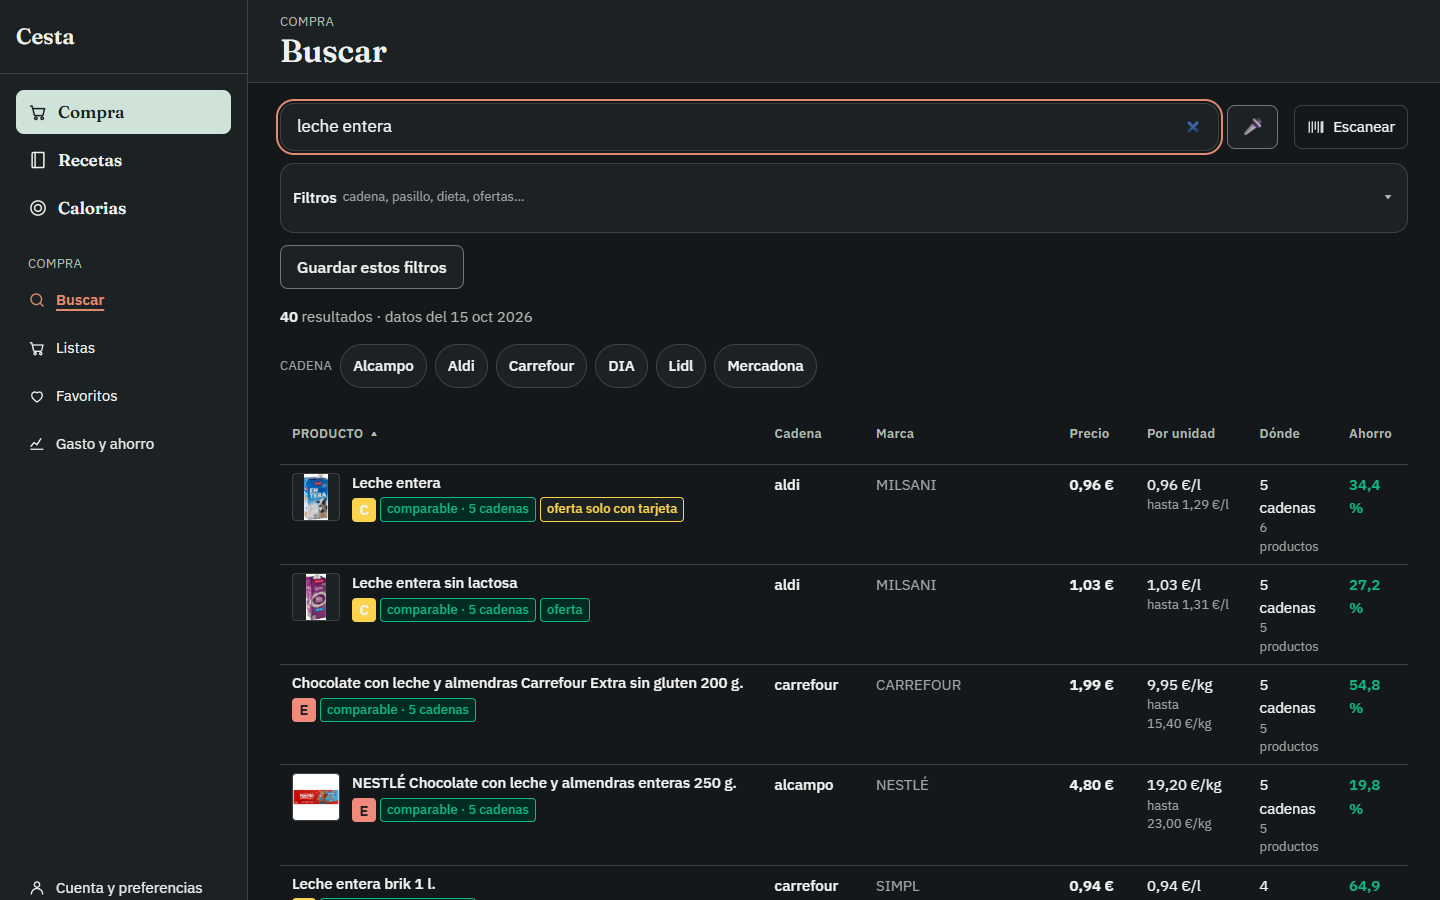 Cesta
Compra
Recetas
Calorias
COMPRA
Buscar
Listas
Favoritos
Gasto y ahorro
Cuenta y preferencias
COMPRA
Buscar
leche entera
Escanear
Filtros cadena, pasillo, dieta, ofertas...
Guardar estos filtros
40 resultados · datos del 15 oct 2026
CADENA Alcampo Aldi Carrefour DIA Lidl Mercadona
PRODUCTO ▲ Cadena Marca Precio Por unidad Dónde Ahorro
Leche entera aldi MILSANI 0,96 € 0,96 €/l 5 cadenas 34,4 %
C comparable · 5 cadenas oferta solo con tarjeta hasta 1,29 €/l 6 productos
Leche entera sin lactosa aldi MILSANI 1,03 € 1,03 €/l 5 cadenas 27,2 %
C comparable · 5 cadenas oferta hasta 1,31 €/l 5 productos
Chocolate con leche y almendras Carrefour Extra sin gluten 200 g. carrefour CARREFOUR 1,99 € 9,95 €/kg 5 cadenas 54,8 %
E comparable · 5 cadenas hasta 15,40 €/kg 5 productos
NESTLÉ Chocolate con leche y almendras enteras 250 g. alcampo NESTLÉ 4,80 € 19,20 €/kg 5 cadenas 19,8 %
E comparable · 5 cadenas hasta 23,00 €/kg 5 productos
Leche entera brik 1 l. carrefour SIMPL 0,94 € 0,94 €/l 4 64,9